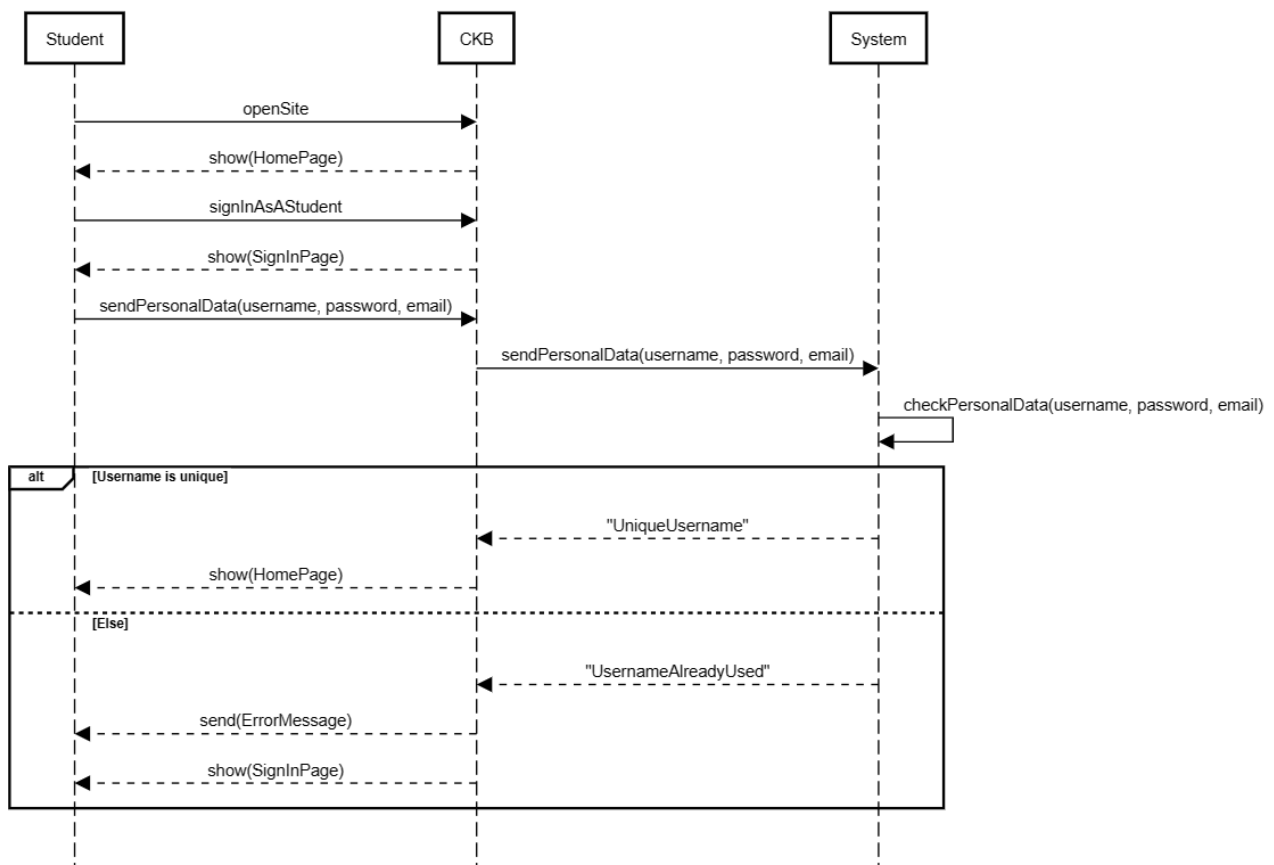 Student
CKB
System
openSite
show(HomePage)
signInAsAStudent
show(SignInPage)
sendPersonalData(username, password, email)
sendPersonalData(username, password, email)
checkPersonalData(username, password, email)
alt
[Username is unique]
"UniqueUsername"
show(HomePage)
[Else]
"UsernameAlreadyUsed"
send(ErrorMessage)
show(SignInPage)